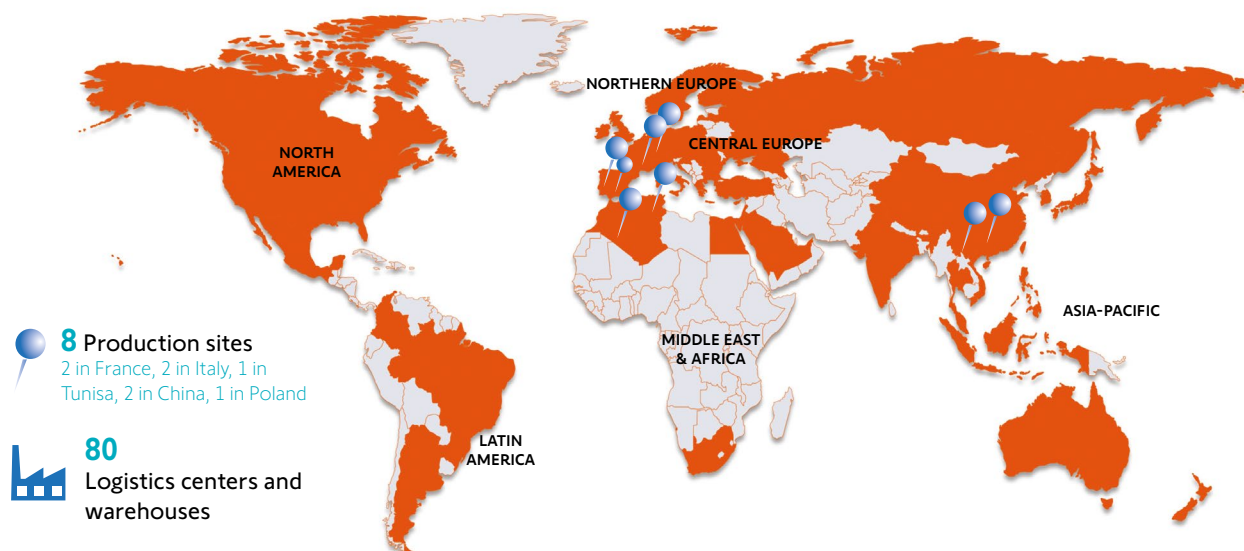 NORTHERN EUROPE
CENTRAL EUROPE
NORTH
AMERICA
ASIA-PACIFIC
MIDDLE EAST
& AFRICA
LATIN
AMERICA
8 Production sites
2 in France, 2 in Italy, 1 in
Tunisa, 2 in China, 1 in Poland
80
Logistics centers and
warehouses